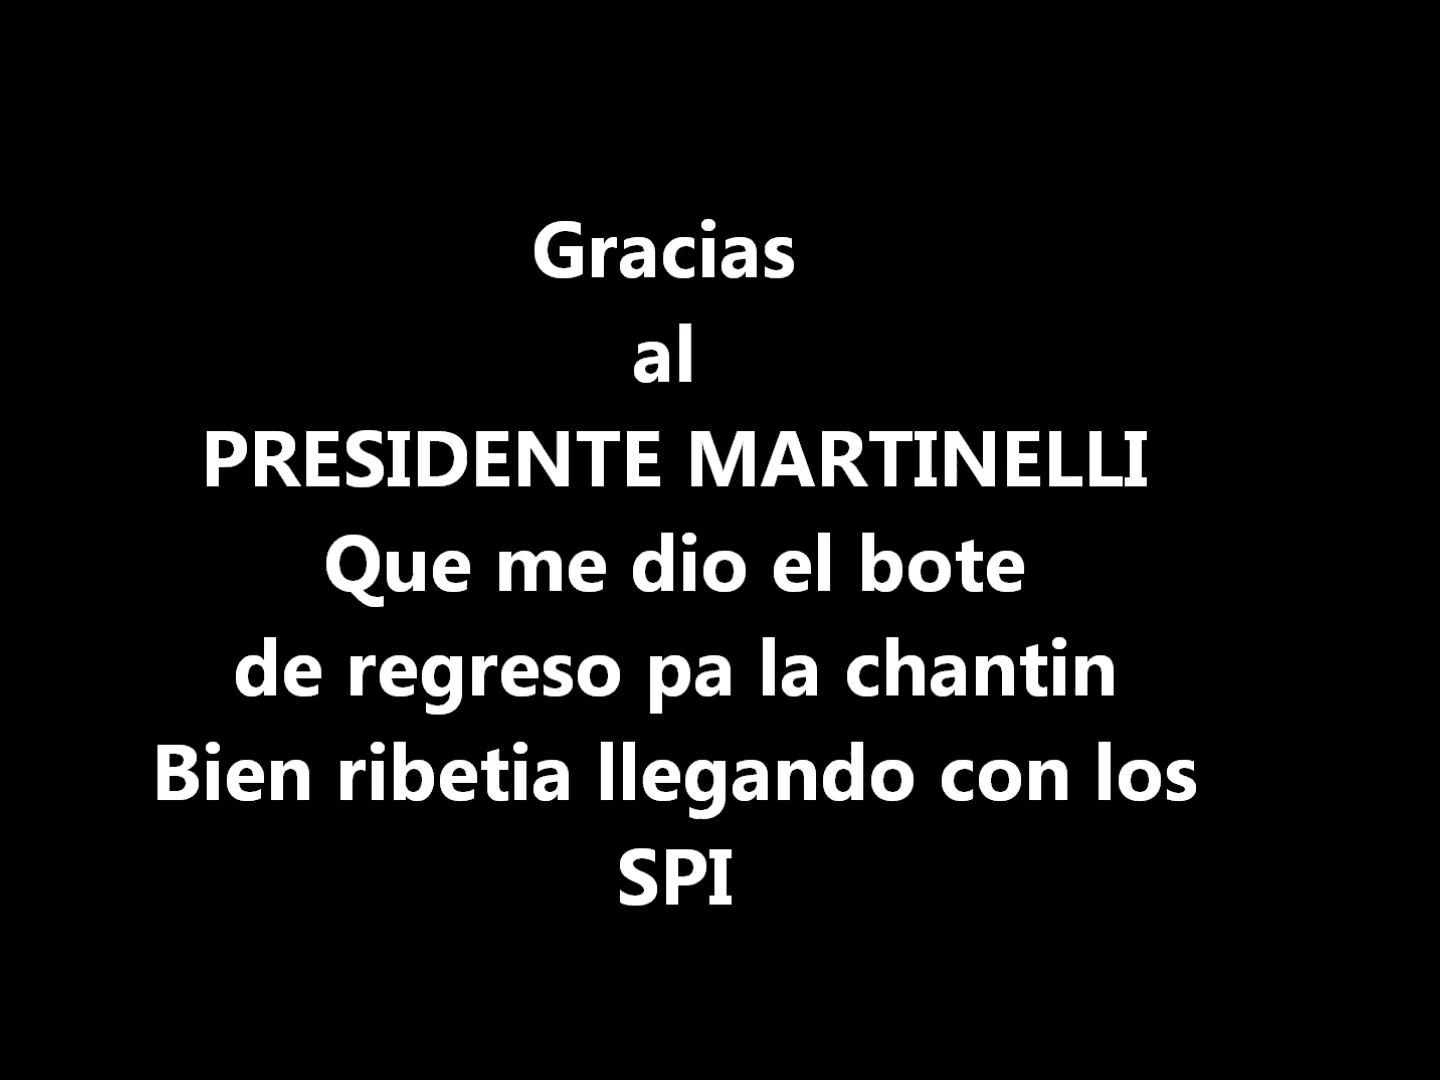 Gracias
al
PRESIDENTE MARTINELLI
Que me dio el bote
de regreso pa la chantin
Bien ribetia llegando con los
SPI